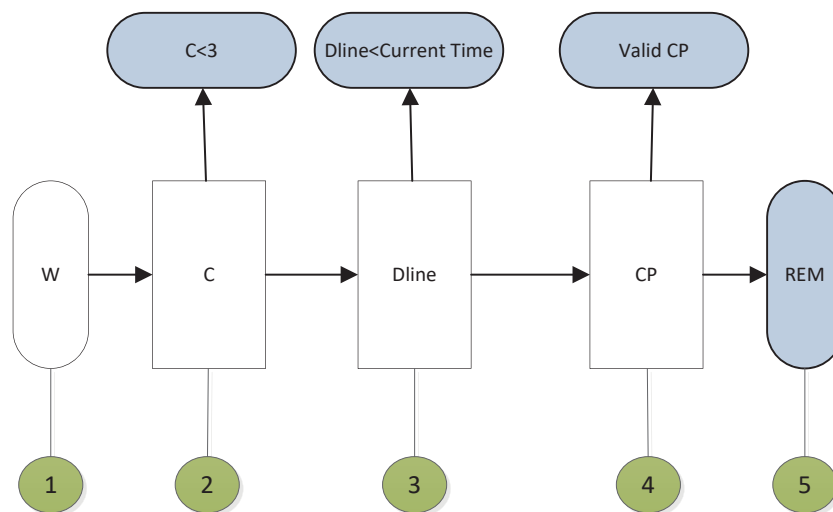 C<3
Dline<Current Time
Valid CP
W
C
Dline
CP
REM
1
2
3
4
5